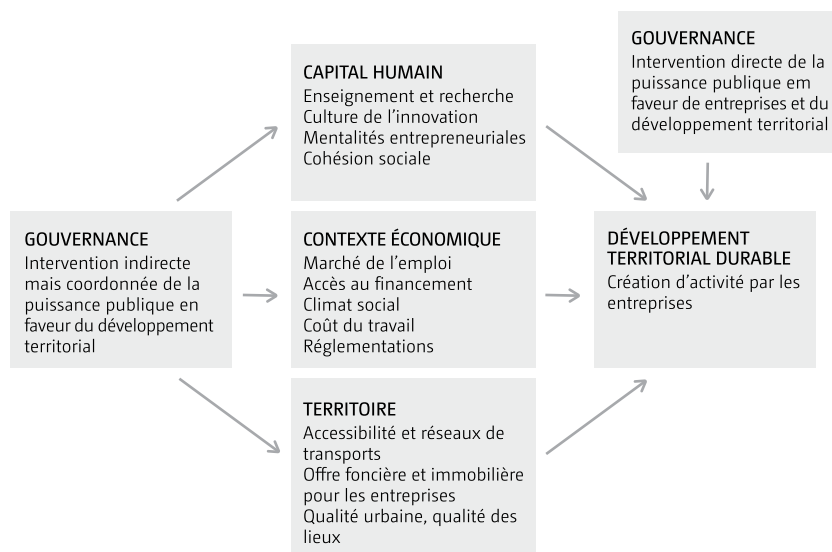 GOUVERNANCE
Intervention indirecte
mais coordonnée de la
puissance publique en
faveur du développement
territorial
CAPITAL HUMAIN
Enseignement et recherche
Culture de l’innovation
Mentalités entrepreneuriales
Cohésion sociale
CONTEXTE ÉCONOMIQUE
Marché de l’emploi
Accès au financement
Climat social
Coût du travail
Réglementations
TERRITOIRE
Accessibilité et réseaux de
transports
Offre foncière et immobilière
pour les entreprises
Qualité urbaine, qualité des
lieux
GOUVERNANCE
Intervention directe de la
puissance publique em
faveur de entreprises et du
développement territorial
DÉVELOPPEMENT
TERRITORIAL DURABLE
Création d’activité par les
entreprises